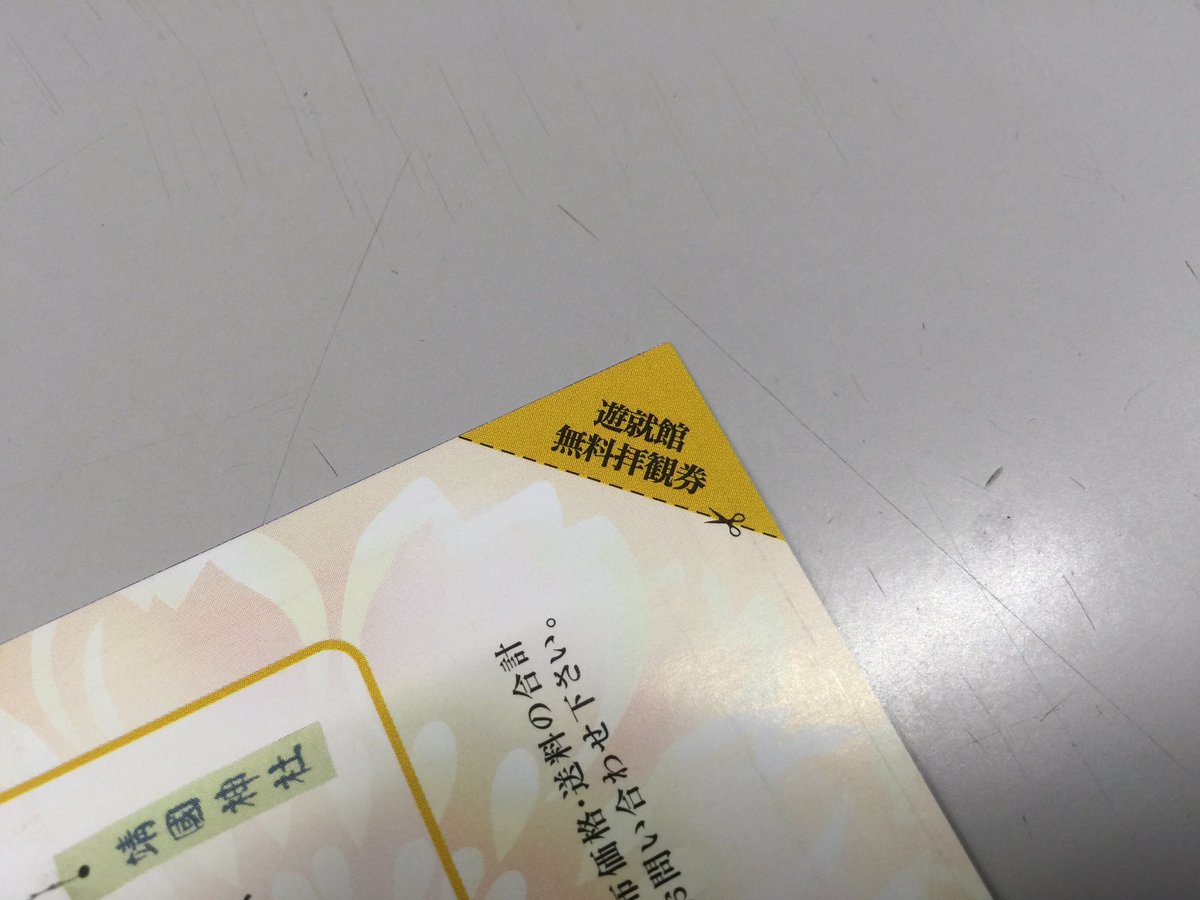 遊就館
無料拝観券
価格・送料の合計
問い合わせ下さい。
靖國神社